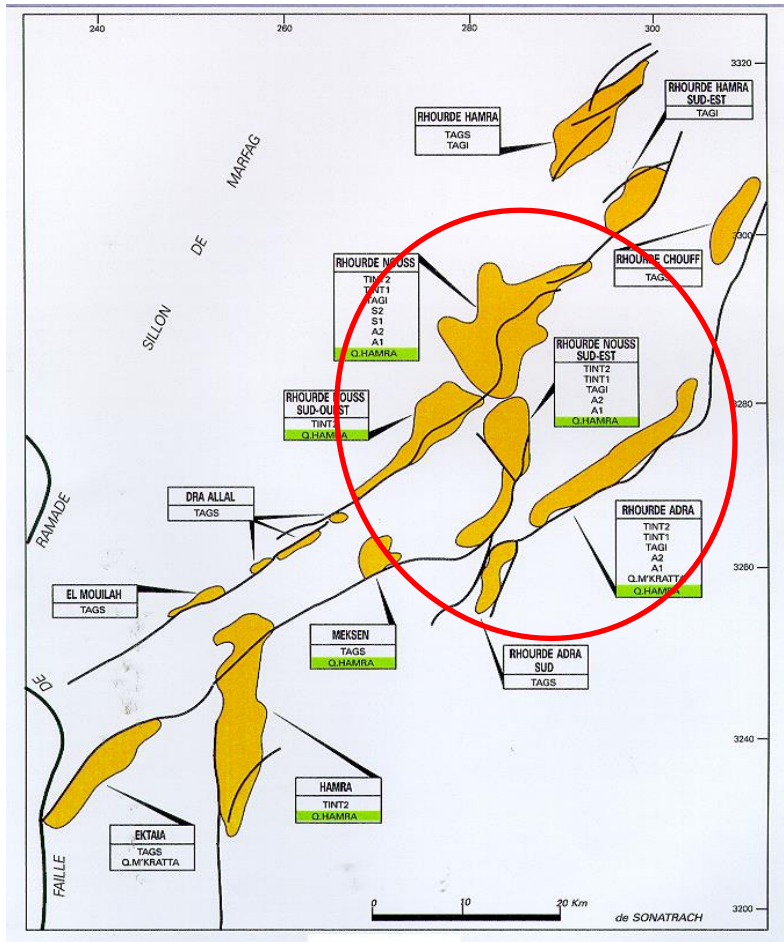 240
260
280
300
3320
3300
3280
3260
3240
3200
SILLON DE MARFAG
RHOURDE HAMRA
TAGS
TAGI
RHOURDE HAMRA
SUD-EST
TAGI
RHOURDE CHOUFF
TAGS
RHOURDE NOUSS
TINT2
TINT1
TAGI
S2
S1
A2
A1
Q.HAMRA
RHOURDE NOUSS
SUD-EST
TINT2
TINT1
TAGI
A2
A1
Q.HAMRA
RHOURDE NOUSS
SUD-OUEST
TINT2
Q.HAMRA
DRA ALLAL
TAGS
RHOURDE ADRA
TINT2
TINT1
TAGI
A2
A1
Q.M'KRATTA
Q.HAMRA
EL MOUILAH
TAGS
MEKSEN
TAGS
Q.HAMRA
RHOURDE ADRA
SUD
TAGS
HAMRA
TINT2
Q.HAMRA
EKTAIA
TAGS
Q.M'KRATTA
FAILLE DE RAMADE
0 10 20 Km
de SONATRACH